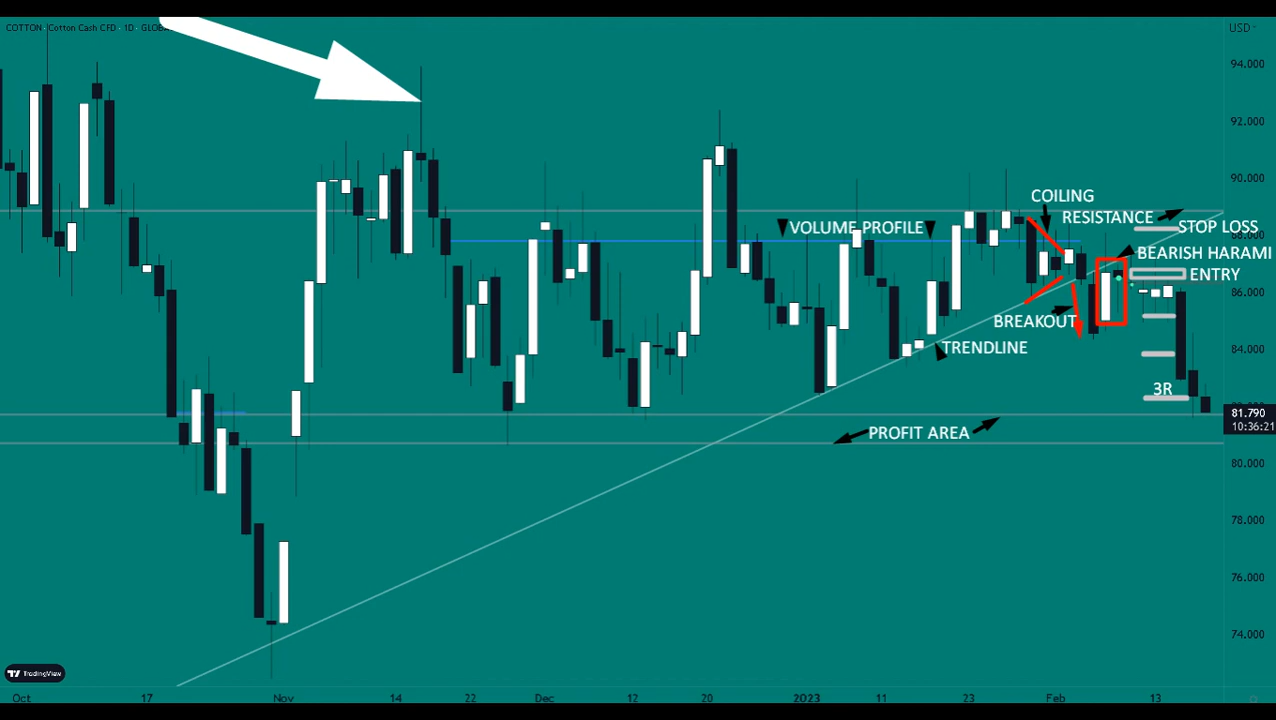 COTTON · Cotton Cash CFD · 1D · GLOBA
USD
94.000
92.000
90.000
COILING
RESISTANCE
VOLUME PROFILE
STOP LOSS
BEARISH HARAMI
ENTRY
86.000
BREAKOUT
TRENDLINE
84.000
3R
81.790
10:36:21
PROFIT AREA
80.000
78.000
76.000
74.000
TradingView
Oct
17
Nov
14
22
Dec
12
20
2023
11
23
Feb
13